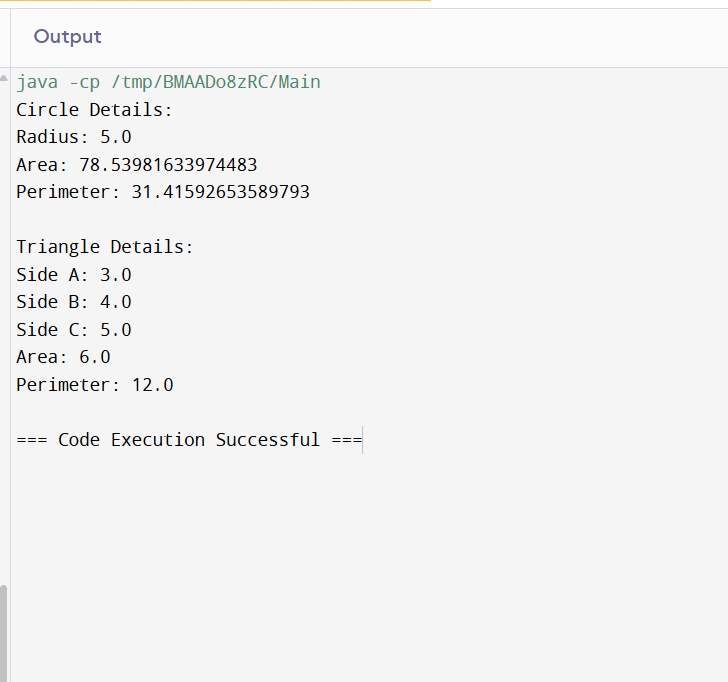 Output
java -cp /tmp/BMAADo8zRC/Main
Circle Details:
Radius: 5.0
Area: 78.53981633974483
Perimeter: 31.41592653589793
Triangle Details:
Side A: 3.0
Side B: 4.0
Side C: 5.0
Area: 6.0
Perimeter: 12.0
=== Code Execution Successful ===